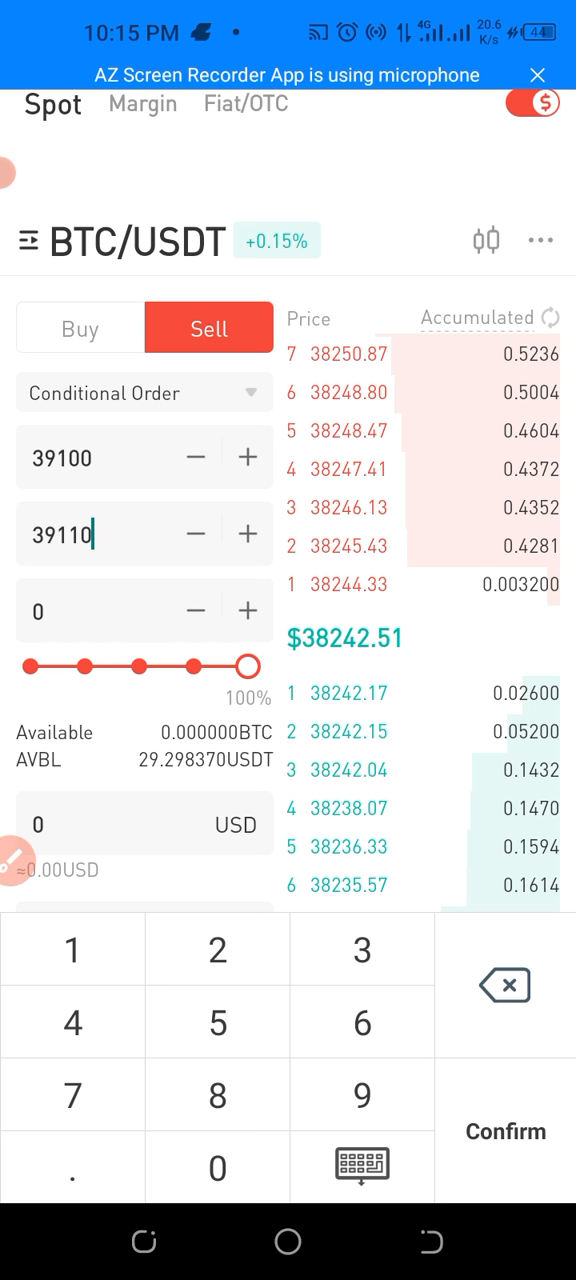 10:15 PM 4G 20.6 K/s 44
AZ Screen Recorder App is using microphone
Spot Margin Fiat/OTC $
BTC/USDT +0.15%
Buy Sell
Conditional Order
39100
39110
0
100%
Available 0.000000BTC
AVBL 29.298370USDT
0 USD
≈0.00USD
Price Accumulated
7 38250.87 0.5236
6 38248.80 0.5004
5 38248.47 0.4604
4 38247.41 0.4372
3 38246.13 0.4352
2 38245.43 0.4281
1 38244.33 0.003200
$38242.51
1 38242.17 0.02600
2 38242.15 0.05200
3 38242.04 0.1432
4 38238.07 0.1470
5 38236.33 0.1594
6 38235.57 0.1614
1 2 3
4 5 6
7 8 9
. 0
Confirm